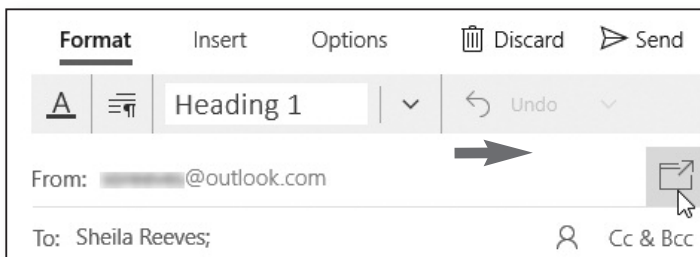 Format Insert Options Discard Send
A Heading 1 Undo
From: @outlook.com
To: Sheila Reeves; Cc & Bcc